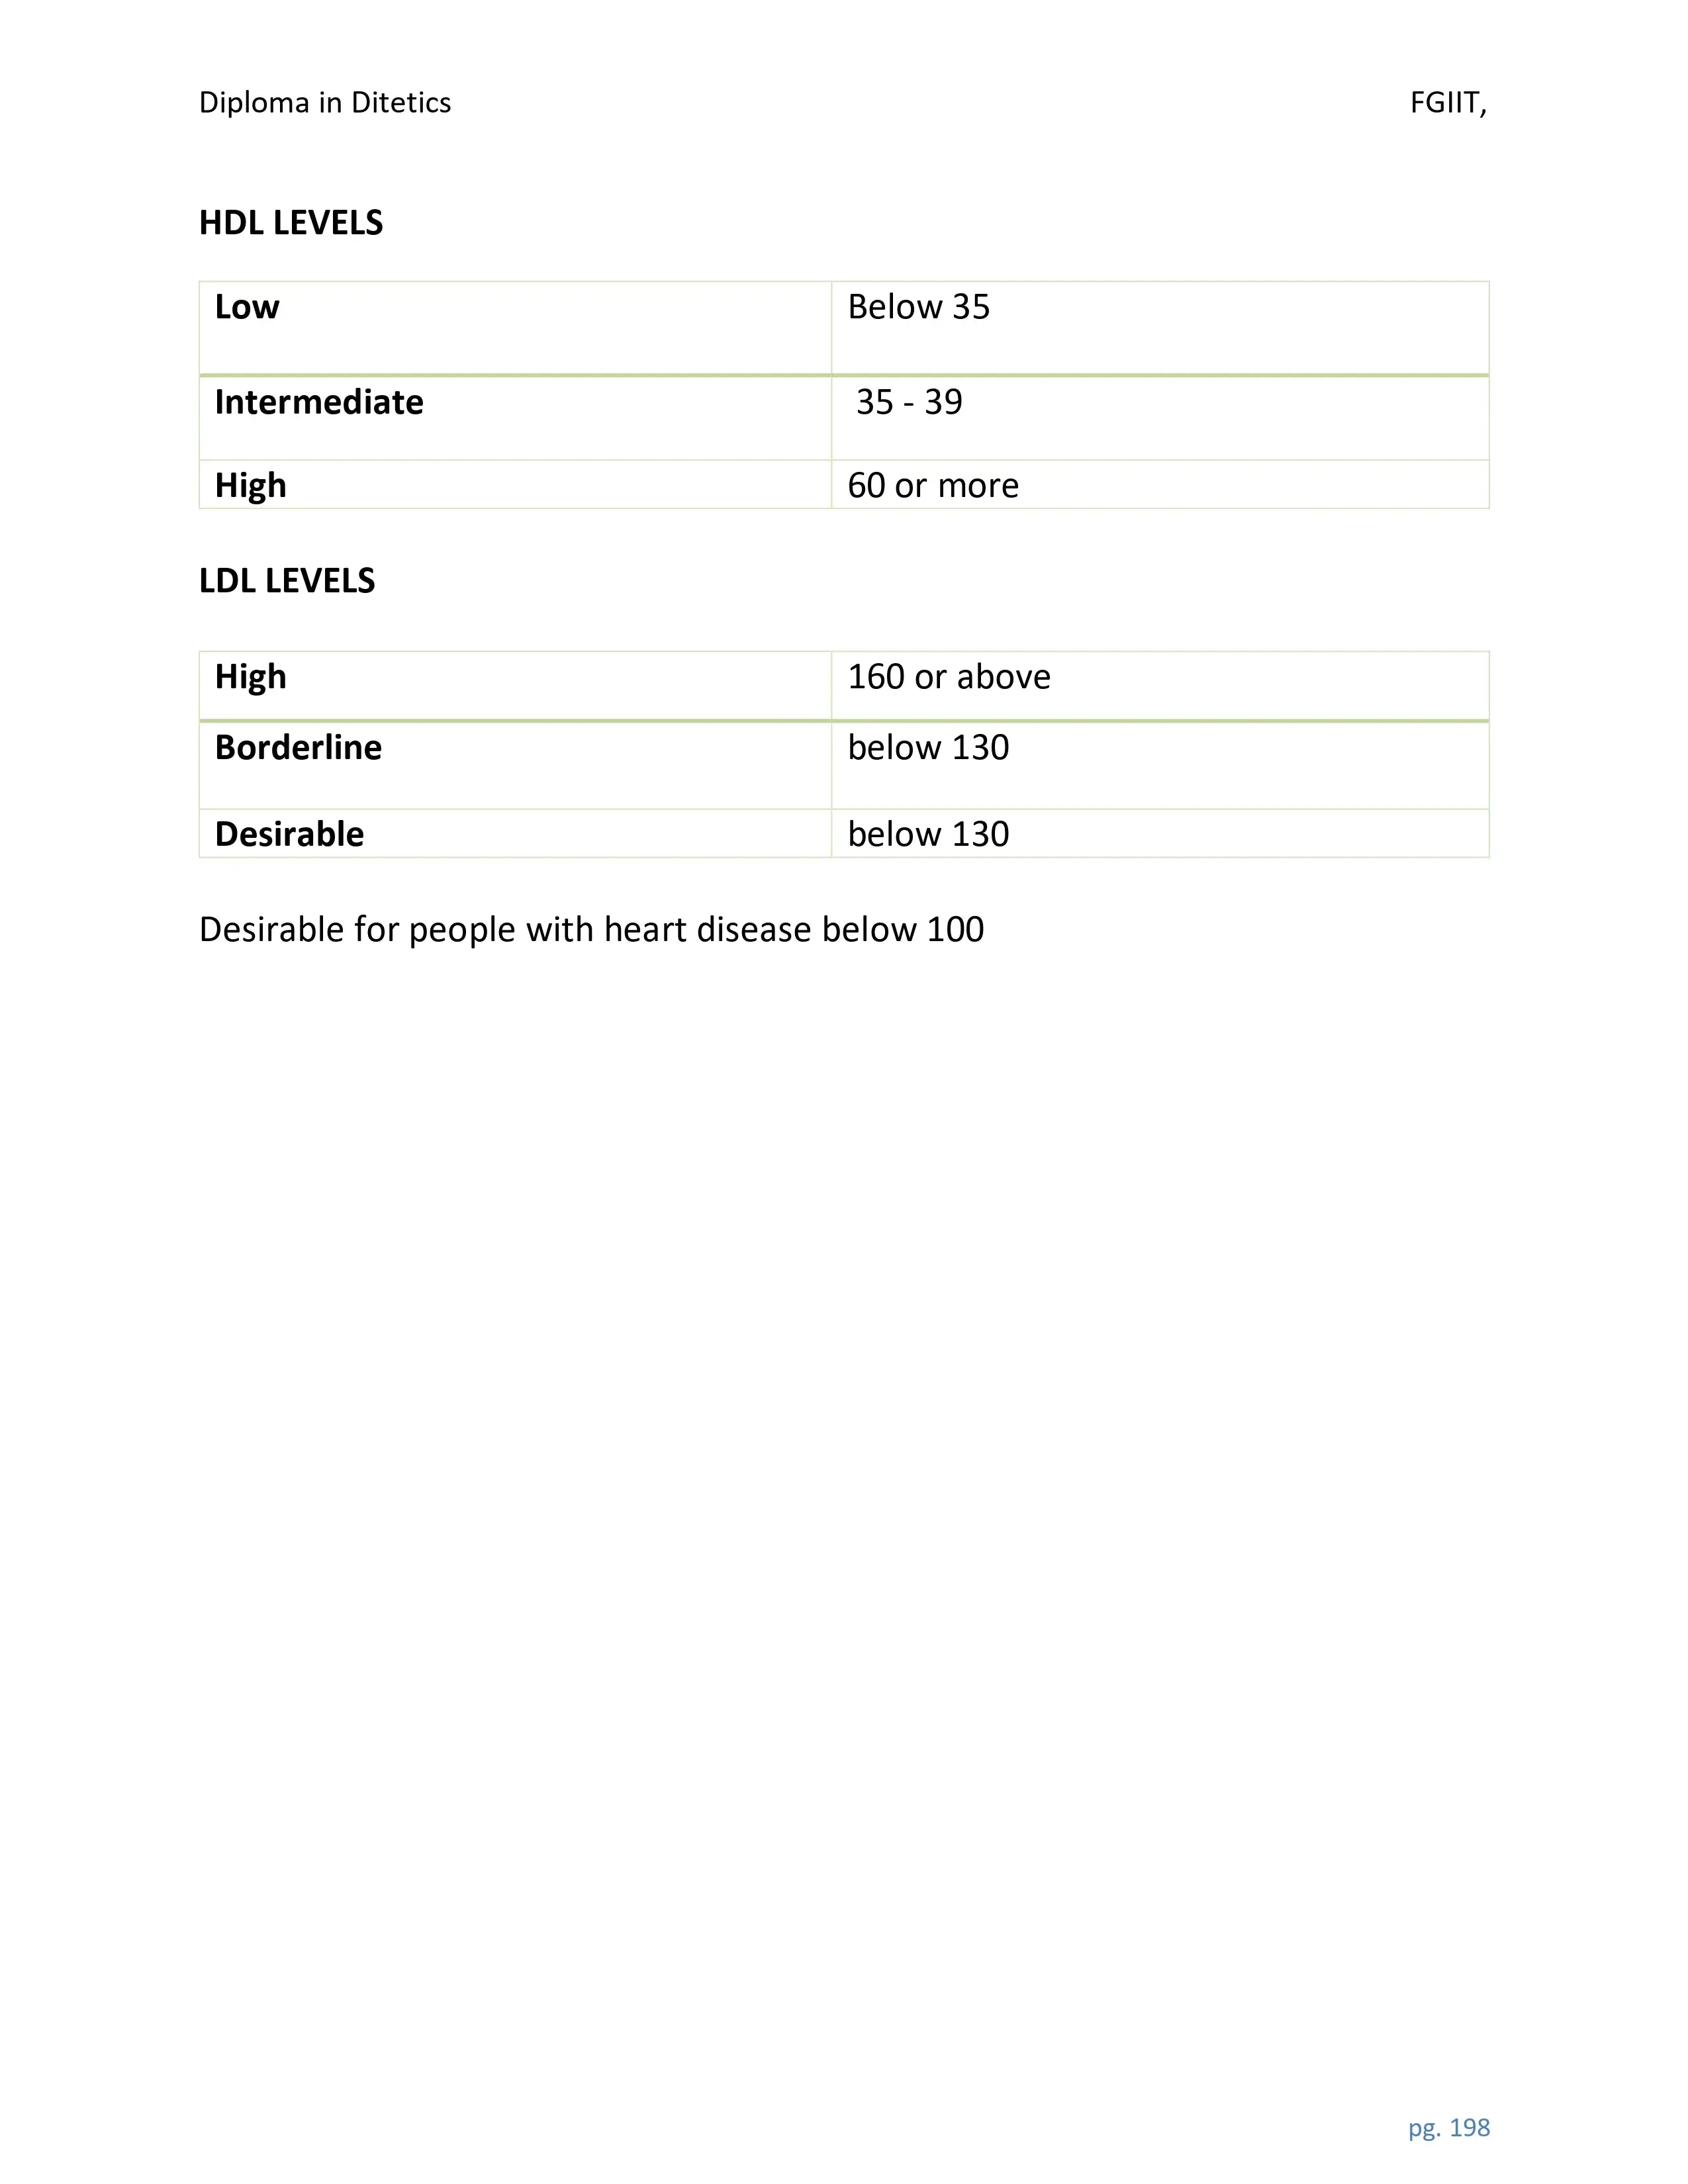 Diploma in Ditetics FGIIT,
HDL LEVELS
Low Below 35
Intermediate 35 - 39
High 60 or more
LDL LEVELS
High 160 or above
Borderline below 130
Desirable below 130
Desirable for people with heart disease below 100
pg. 198